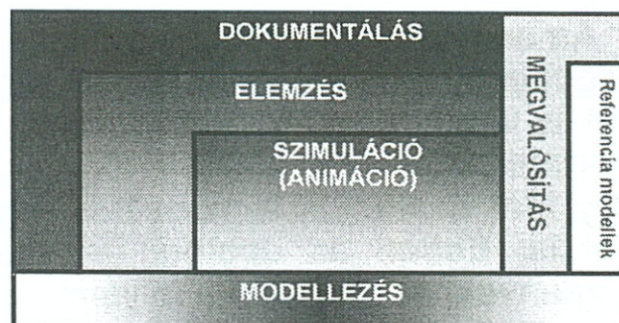 DOKUMENTÁLÁS
ELEMZÉS
SZIMULÁCIÓ
(ANIMÁCIÓ)
MEGVALÓSÍTÁS
Referencia modellek
MODELLEZÉS